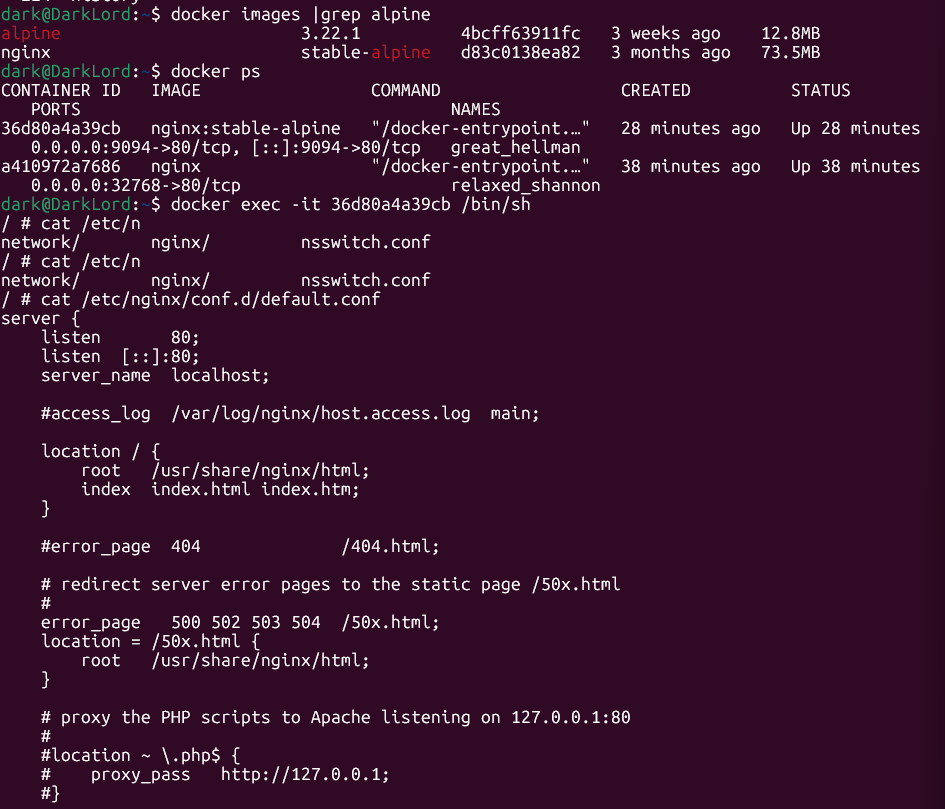 dark@DarkLord:~$ docker images |grep alpine
alpine                        3.22.1          4bcff63911fc   3 weeks ago    12.8MB
nginx                         stable-alpine   d83c0138ea82   3 months ago   73.5MB
dark@DarkLord:~$ docker ps
CONTAINER ID   IMAGE                 COMMAND                  CREATED          STATUS
   PORTS                                     NAMES
36d80a4a39cb   nginx:stable-alpine   "/docker-entrypoint.…"   28 minutes ago   Up 28 minutes
   0.0.0.0:9094->80/tcp, [::]:9094->80/tcp   great_hellman
a410972a7686   nginx                 "/docker-entrypoint.…"   38 minutes ago   Up 38 minutes
   0.0.0.0:32768->80/tcp                     relaxed_shannon
dark@DarkLord:~$ docker exec -it 36d80a4a39cb /bin/sh
/ # cat /etc/n
network/       nginx/         nsswitch.conf
/ # cat /etc/n
network/       nginx/         nsswitch.conf
/ # cat /etc/nginx/conf.d/default.conf
server {
    listen       80;
    listen  [::]:80;
    server_name  localhost;
    #access_log  /var/log/nginx/host.access.log  main;
    location / {
        root   /usr/share/nginx/html;
        index  index.html index.htm;
    }
    #error_page  404              /404.html;
    # redirect server error pages to the static page /50x.html
    #
    error_page   500 502 503 504  /50x.html;
    location = /50x.html {
        root   /usr/share/nginx/html;
    }
    # proxy the PHP scripts to Apache listening on 127.0.0.1:80
    #
    #location ~ \.php$ {
    #    proxy_pass   http://127.0.0.1;
    #}